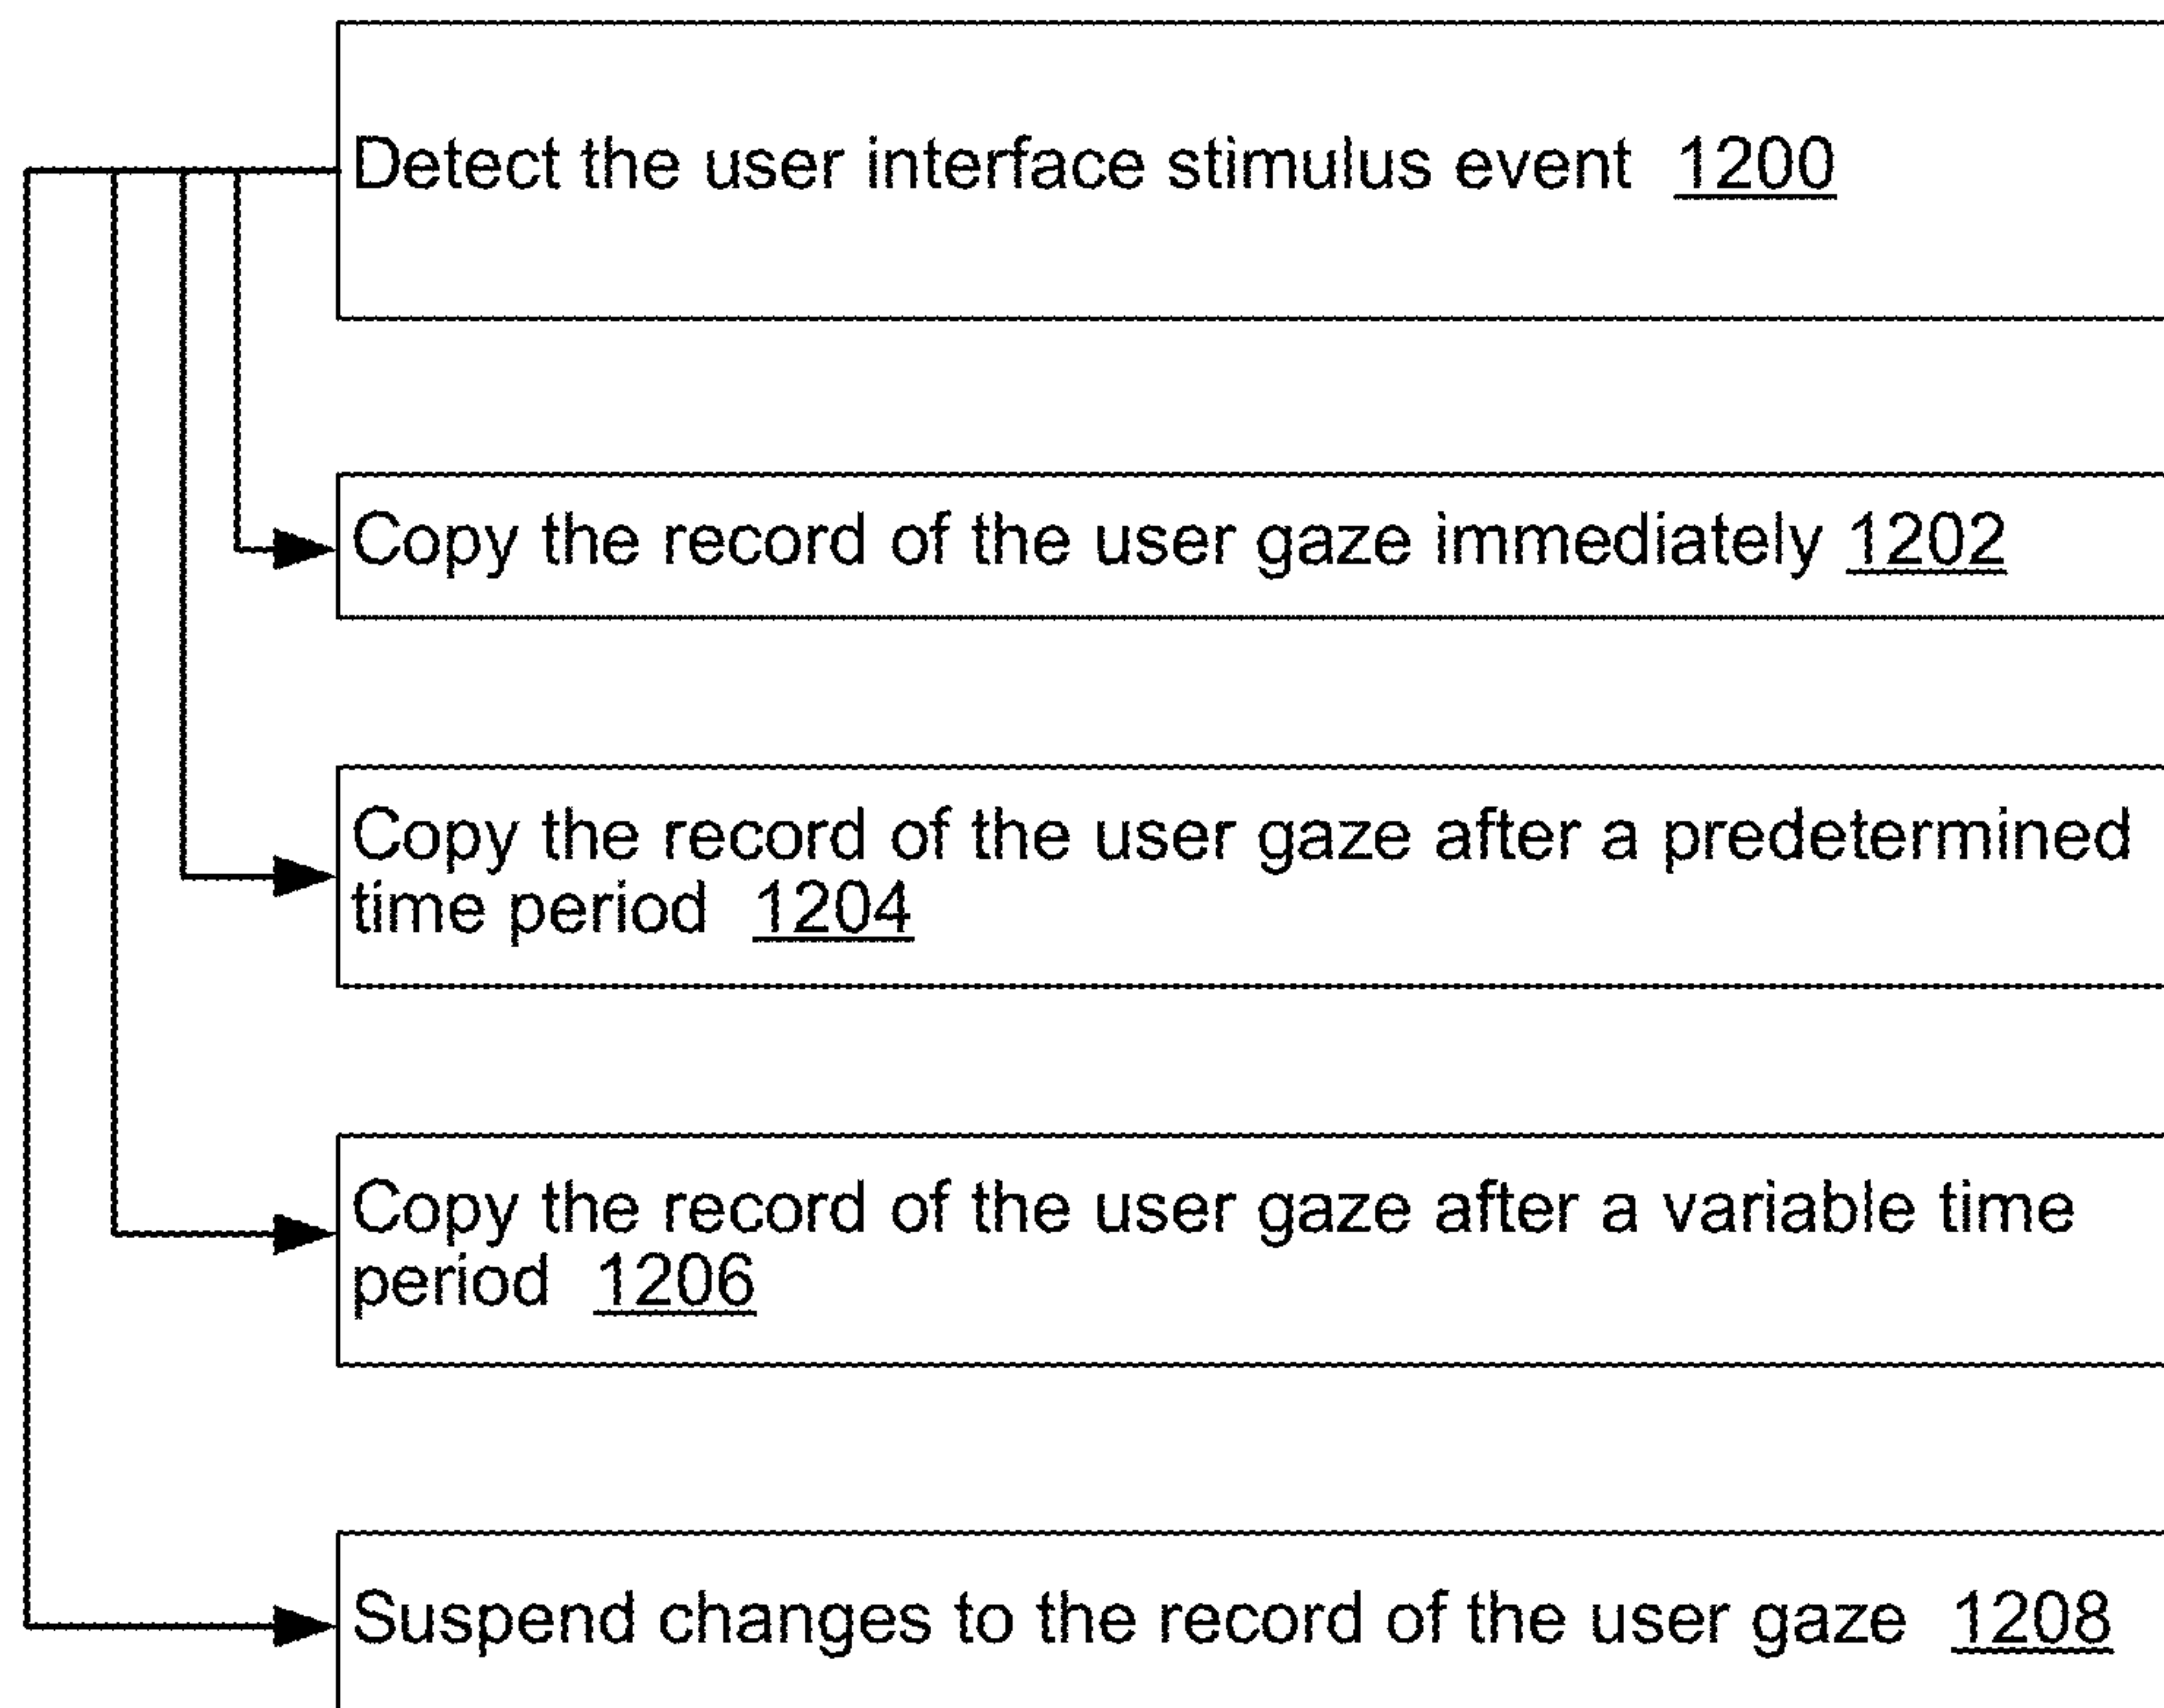 Detect the user interface stimulus event 1200
Copy the record of the user gaze immediately 1202
Copy the record of the user gaze after a predetermined
time period 1204
Copy the record of the user gaze after a variable time
period 1206
Suspend changes to the record of the user gaze 1208